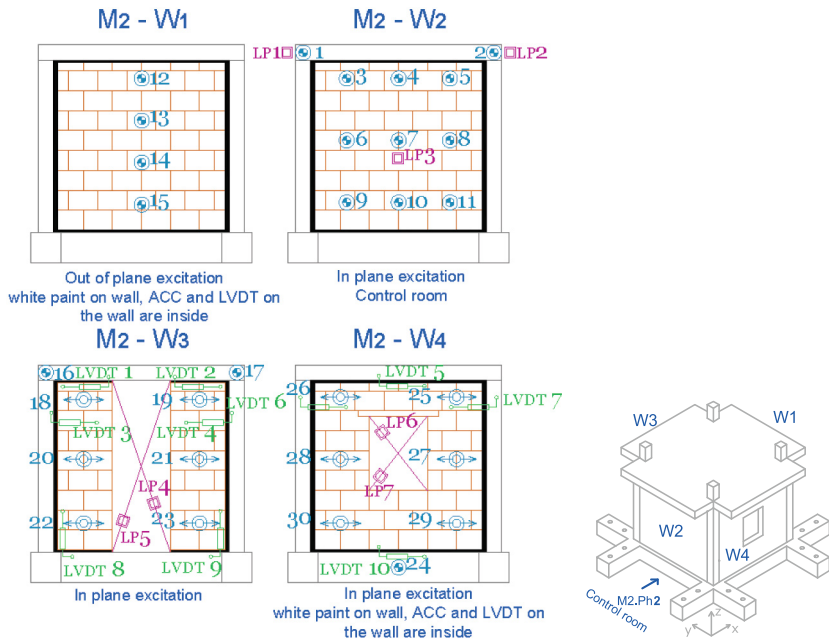 M2 - W1
12
13
14
15
Out of plane excitation
white paint on wall, ACC and LVDT on
the wall are inside
M2 - W2
LP1
1
2
LP2
3
4
5
6
7
8
LP3
9
10
11
In plane excitation
Control room
M2 - W3
16
LVDT 1
LVDT 2
17
18
19
LVDT 3
LVDT 4
20
21
LP4
22
LP5
23
LVDT 8
LVDT 9
In plane excitation
M2 - W4
LVDT 5
26
25
LVDT 6
LVDT 7
LP6
28
27
LP7
30
29
LVDT 10
24
In plane excitation
white paint on wall, ACC and LVDT on
the wall are inside
W3
W1
W2
W4
M2.Ph2
Control room
z
y
x